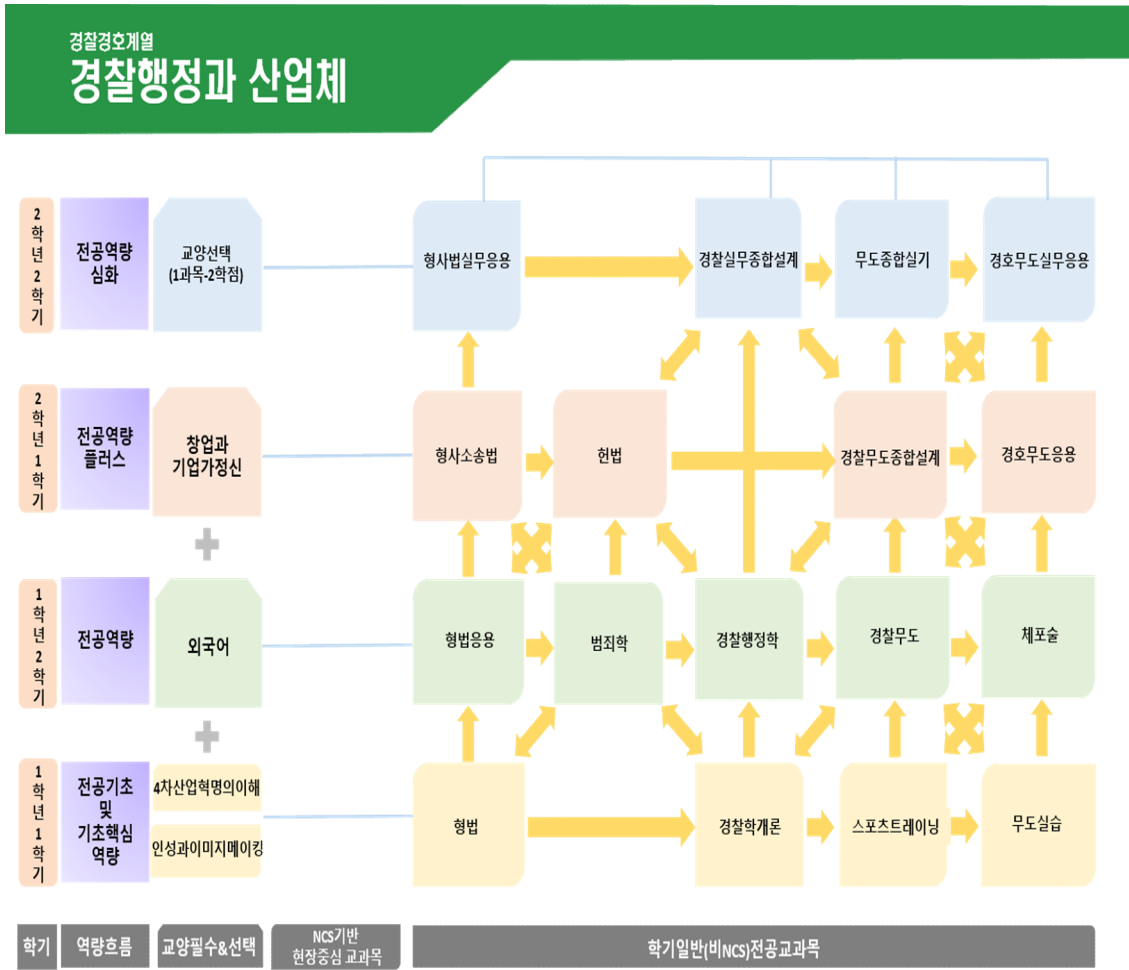 경찰경호계열
경찰행정과 산업체
2학년2학기
전공역량
심화
교양선택
(1과목-2학점)
형사법실무응용
경찰실무종합설계
무도종합실기
경호무도실무응용
2학년1학기
전공역량
플러스
창업과
기업가정신
형사소송법
헌법
경찰무도종합설계
경호무도응용
1학년2학기
전공역량
외국어
형법응용
범죄학
경찰행정학
경찰무도
체포술
1학년1학기
전공기초
및
기초핵심
역량
4차산업혁명의이해
인성과이미지메이킹
형법
경찰학개론
스포츠트레이닝
무도실습
학기
역량흐름
교양필수&선택
NCS기반
현장중심 교과목
학기일반(비NCS)전공교과목